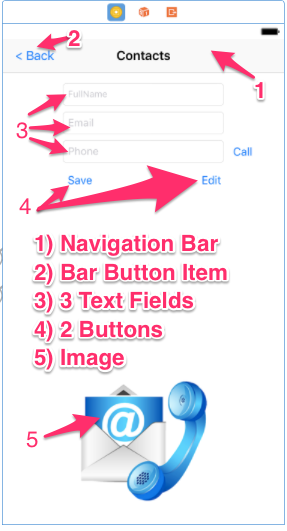 2
< Back
Contacts
1
FullName
3
Email
Phone
Call
Save
Edit
4
1) Navigation Bar
2) Bar Button Item
3) 3 Text Fields
4) 2 Buttons
5) Image
@
5